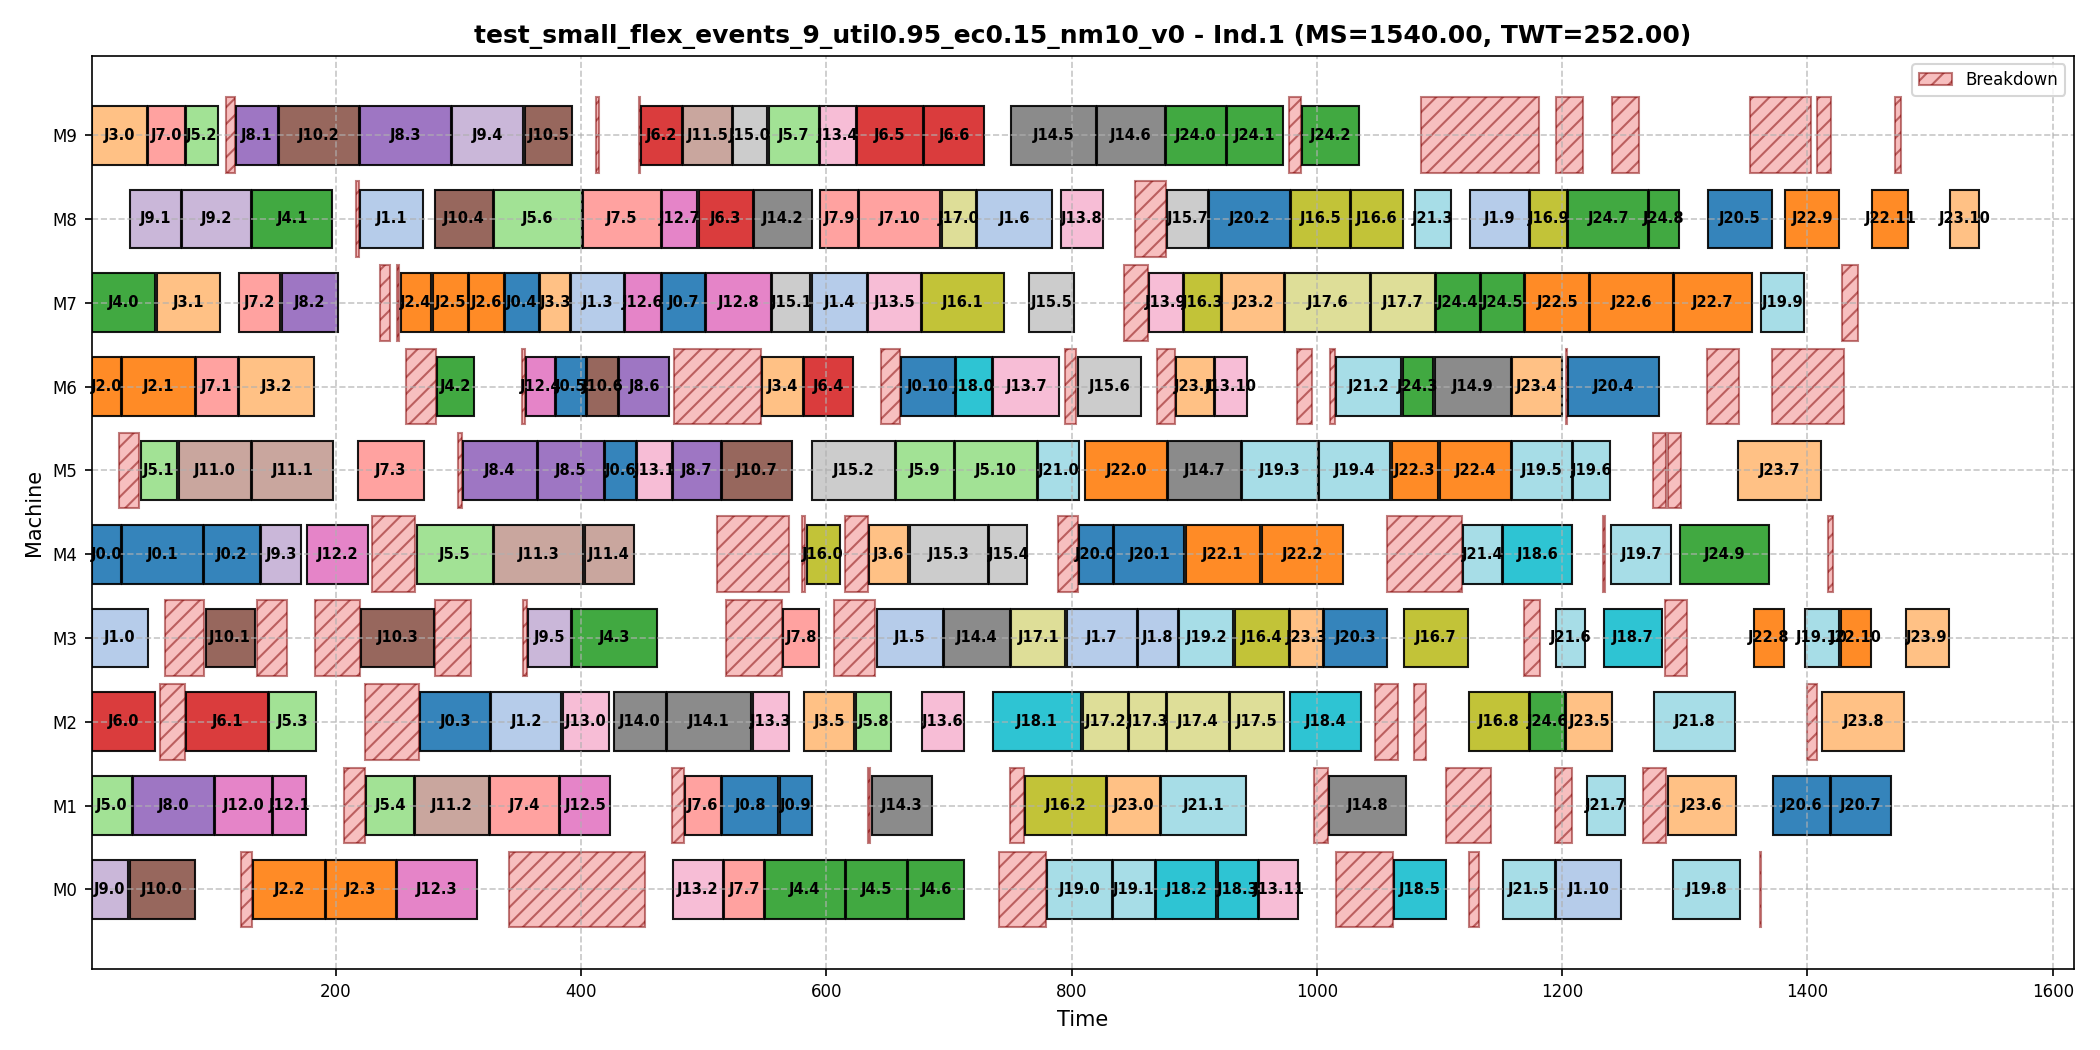 test_small_flex_events_9_util0.95_ec0.15_nm10_v0 - Ind.1 (MS=1540.00, TWT=252.00)
Breakdown
M9 J3.0 J7.0 J5.2 J8.1 J10.2 J8.3 J9.4 J10.5 J6.2 J11.5 J15.0 J5.7 J13.4 J6.5 J6.6 J14.5 J14.6 J24.0 J24.1 J24.2
M8 J9.1 J9.2 J4.1 J1.1 J10.4 J5.6 J7.5 J12.7 J6.3 J14.2 J7.9 J7.10 J17.0 J1.6 J13.8 J15.7 J20.2 J16.5 J16.6 J21.3 J1.9 J16.9 J24.7 J24.8 J20.5 J22.9 J22.11 J23.10
M7 J4.0 J3.1 J7.2 J8.2 J2.4 J2.5 J2.6 J0.4 J3.3 J1.3 J12.6 J0.7 J12.8 J15.1 J1.4 J13.5 J16.1 J15.5 J13.9 J16.3 J23.2 J17.6 J17.7 J24.4 J24.5 J22.5 J22.6 J22.7 J19.9
M6 J2.0 J2.1 J7.1 J3.2 J4.2 J12.4 J0.5 J10.6 J8.6 J3.4 J6.4 J0.10 J18.0 J13.7 J15.6 J23.1 J13.10 J21.2 J24.3 J14.9 J23.4 J20.4
M5 J5.1 J11.0 J11.1 J7.3 J8.4 J8.5 J0.6 J13.1 J8.7 J10.7 J15.2 J5.9 J5.10 J21.0 J22.0 J14.7 J19.3 J19.4 J22.3 J22.4 J19.5 J19.6 J23.7
M4 J0.0 J0.1 J0.2 J9.3 J12.2 J5.5 J11.3 J11.4 J16.0 J3.6 J15.3 J15.4 J20.0 J20.1 J22.1 J22.2 J21.4 J18.6 J19.7 J24.9
M3 J1.0 J10.1 J10.3 J9.5 J4.3 J7.8 J1.5 J14.4 J17.1 J1.7 J1.8 J19.2 J16.4 J23.3 J20.3 J16.7 J21.6 J18.7 J22.8 J19.10 J22.10 J23.9
M2 J6.0 J6.1 J5.3 J0.3 J1.2 J13.0 J14.0 J14.1 J13.3 J3.5 J5.8 J13.6 J18.1 J17.2 J17.3 J17.4 J17.5 J18.4 J16.8 J24.6 J23.5 J21.8 J23.8
M1 J5.0 J8.0 J12.0 J12.1 J5.4 J11.2 J7.4 J12.5 J7.6 J0.8 J0.9 J14.3 J16.2 J23.0 J21.1 J14.8 J21.7 J23.6 J20.6 J20.7
M0 J9.0 J10.0 J2.2 J2.3 J12.3 J13.2 J7.7 J4.4 J4.5 J4.6 J19.0 J19.1 J18.2 J18.3 J13.11 J18.5 J21.5 J1.10 J19.8
200 400 600 800 1000 1200 1400 1600
Time
Machine